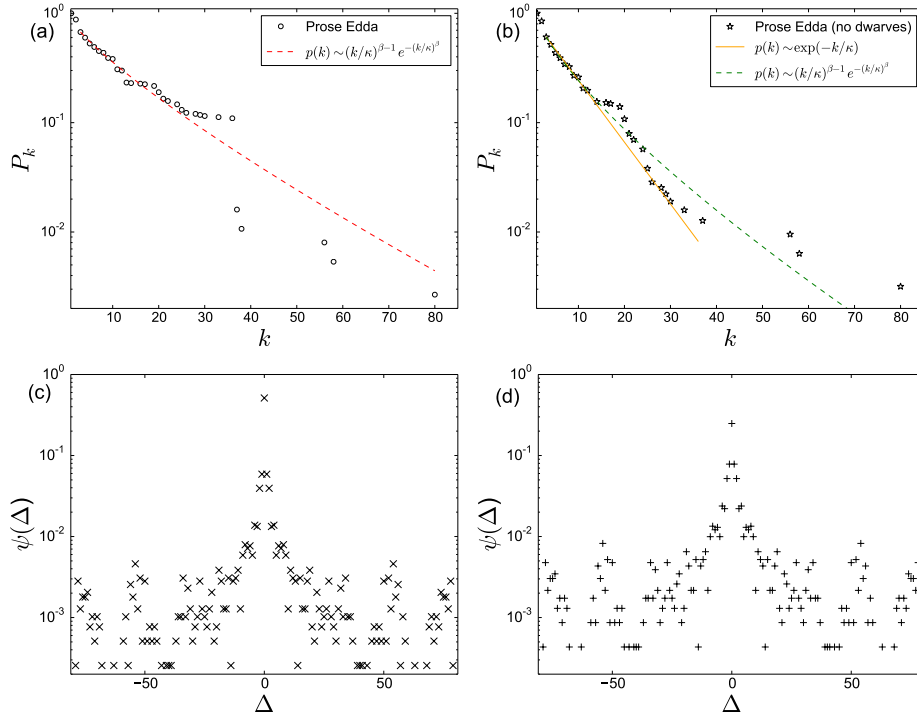 (a)
Prose Edda
p(k) ∼ (k/κ)^{β−1} e^{−(k/κ)^β}
10^0
10^{-1}
10^{-2}
P_k
10 20 30 40 50 60 70 80
k
(b)
Prose Edda (no dwarves)
p(k) ∼ exp(−k/κ)
p(k) ∼ (k/κ)^{β−1} e^{−(k/κ)^β}
10^0
10^{-1}
10^{-2}
P_k
10 20 30 40 50 60 70 80
k
(c)
10^0
10^{-1}
10^{-2}
10^{-3}
ψ(Δ)
−50 0 50
Δ
(d)
10^0
10^{-1}
10^{-2}
10^{-3}
ψ(Δ)
−50 0 50
Δ